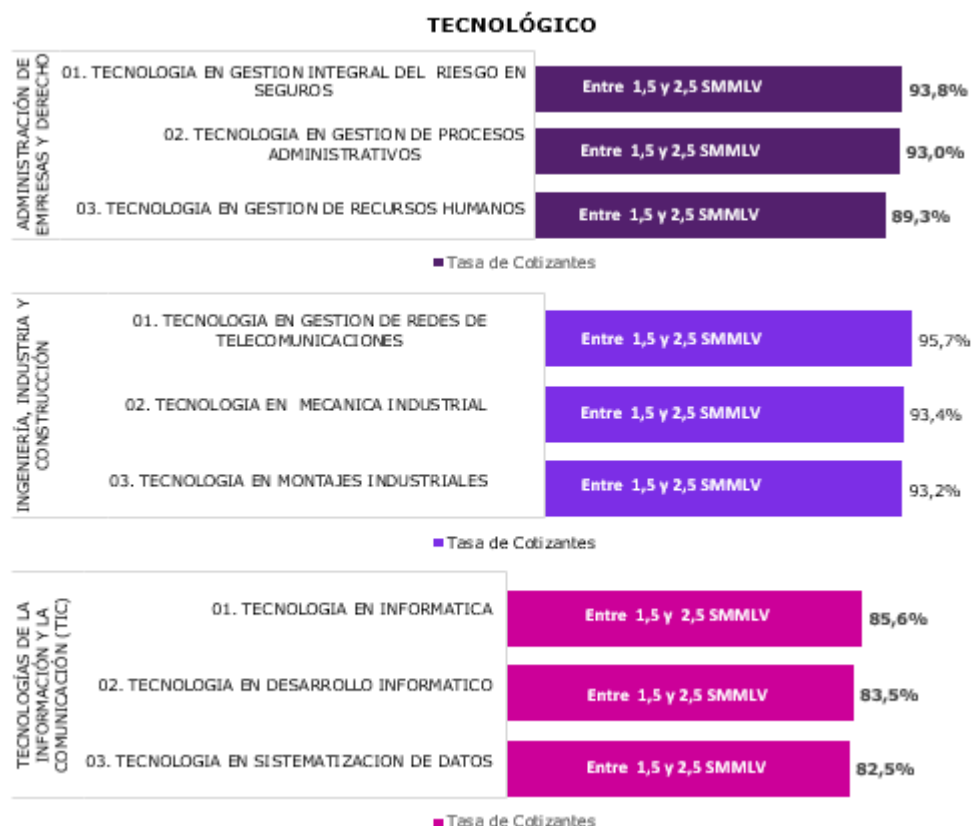 TECNOLÓGICO
ADMINISTRACIÓN DE
EMPRESAS Y DERECHO
01. TECNOLOGIA EN GESTION INTEGRAL DEL RIESGO EN
SEGUROS
Entre 1,5 y 2,5 SMMLV
93,8%
02. TECNOLOGIA EN GESTION DE PROCESOS
ADMINISTRATIVOS
Entre 1,5 y 2,5 SMMLV
93,0%
03. TECNOLOGIA EN GESTION DE RECURSOS HUMANOS
Entre 1,5 y 2,5 SMMLV
89,3%
Tasa de Cotizantes
INGENIERÍA, INDUSTRIA Y
CONSTRUCCIÓN
01. TECNOLOGIA EN GESTION DE REDES DE
TELECOMUNICACIONES
Entre 1,5 y 2,5 SMMLV
95,7%
02. TECNOLOGIA EN MECANICA INDUSTRIAL
Entre 1,5 y 2,5 SMMLV
93,4%
03. TECNOLOGIA EN MONTAJES INDUSTRIALES
Entre 1,5 y 2,5 SMMLV
93,2%
Tasa de Cotizantes
TECNOLOGÍAS DE LA
INFORMACIÓN Y LA
COMUNICACIÓN (TIC)
01. TECNOLOGIA EN INFORMATICA
Entre 1,5 y 2,5 SMMLV
85,6%
02. TECNOLOGIA EN DESARROLLO INFORMATICO
Entre 1,5 y 2,5 SMMLV
83,5%
03. TECNOLOGIA EN SISTEMATIZACION DE DATOS
Entre 1,5 y 2,5 SMMLV
82,5%
Tasa de Cotizantes